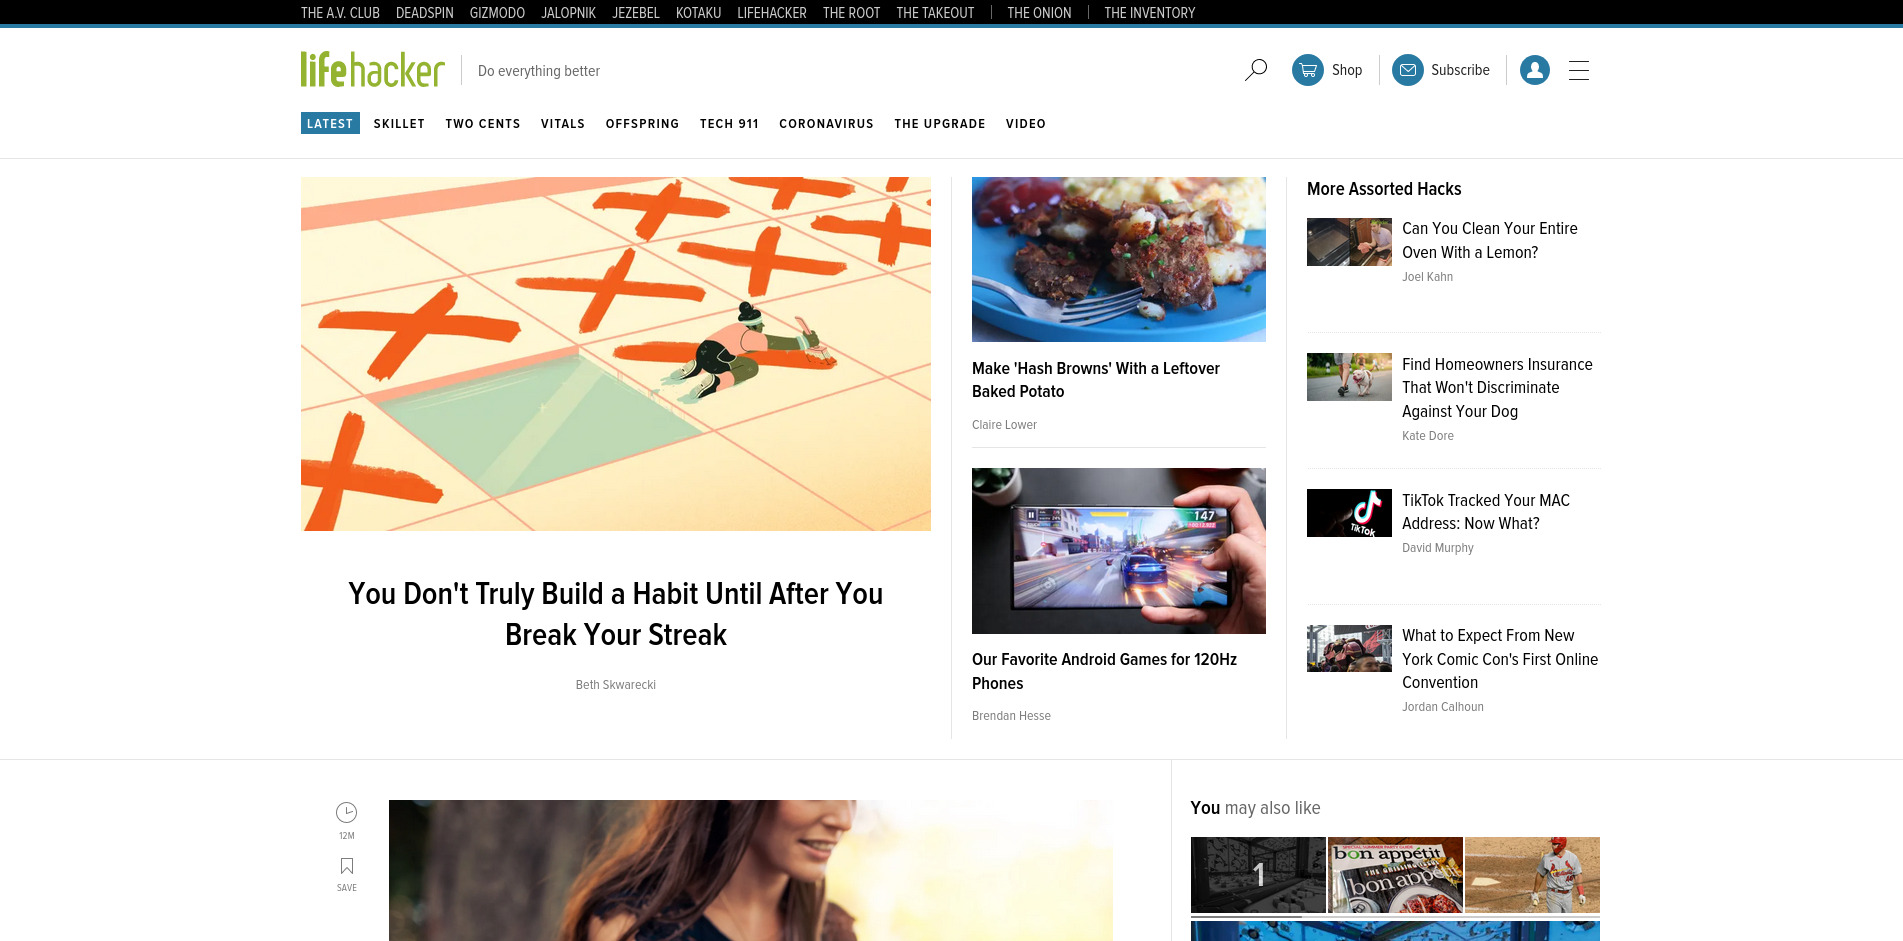 THE A.V. CLUB DEADSPIN GIZMODO JALOPNIK JEZEBEL KOTAKU LIFEHACKER THE ROOT THE TAKEOUT THE ONION THE INVENTORY
lifehacker Do everything better
Shop Subscribe
LATEST SKILLET TWO CENTS VITALS OFFSPRING TECH 911 CORONAVIRUS THE UPGRADE VIDEO
You Don't Truly Build a Habit Until After You
Break Your Streak
Beth Skwarecki
Make 'Hash Browns' With a Leftover
Baked Potato
Claire Lower
147
Our Favorite Android Games for 120Hz
Phones
Brendan Hesse
More Assorted Hacks
Can You Clean Your Entire
Oven With a Lemon?
Joel Kahn
Find Homeowners Insurance
That Won't Discriminate
Against Your Dog
Kate Dore
TikTok
TikTok Tracked Your MAC
Address: Now What?
David Murphy
What to Expect From New
York Comic Con's First Online
Convention
Jordan Calhoun
12M
SAVE
You may also like
1
bon appétit
THE GRILLING
bon appétit